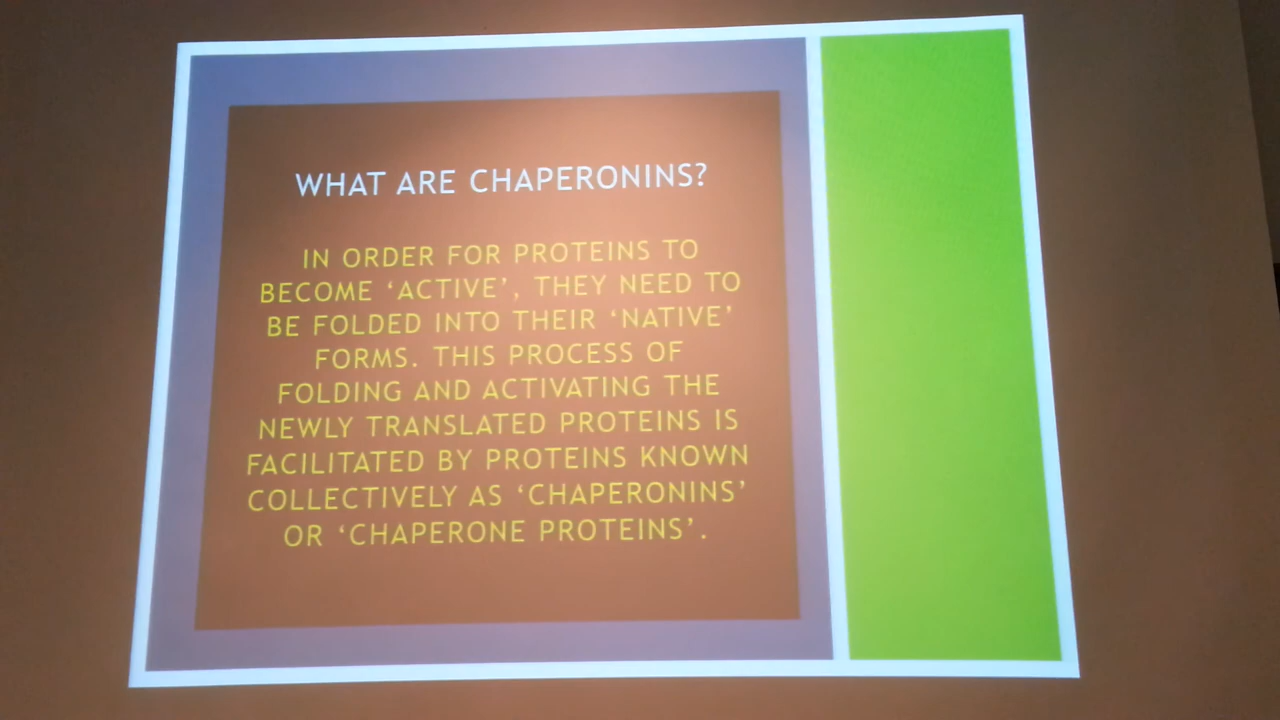 WHAT ARE CHAPERONINS?
IN ORDER FOR PROTEINS TO
BECOME ‘ACTIVE’, THEY NEED TO
BE FOLDED INTO THEIR ‘NATIVE’
FORMS. THIS PROCESS OF
FOLDING AND ACTIVATING THE
NEWLY TRANSLATED PROTEINS IS
FACILITATED BY PROTEINS KNOWN
COLLECTIVELY AS ‘CHAPERONINS’
OR ‘CHAPERONE PROTEINS’.